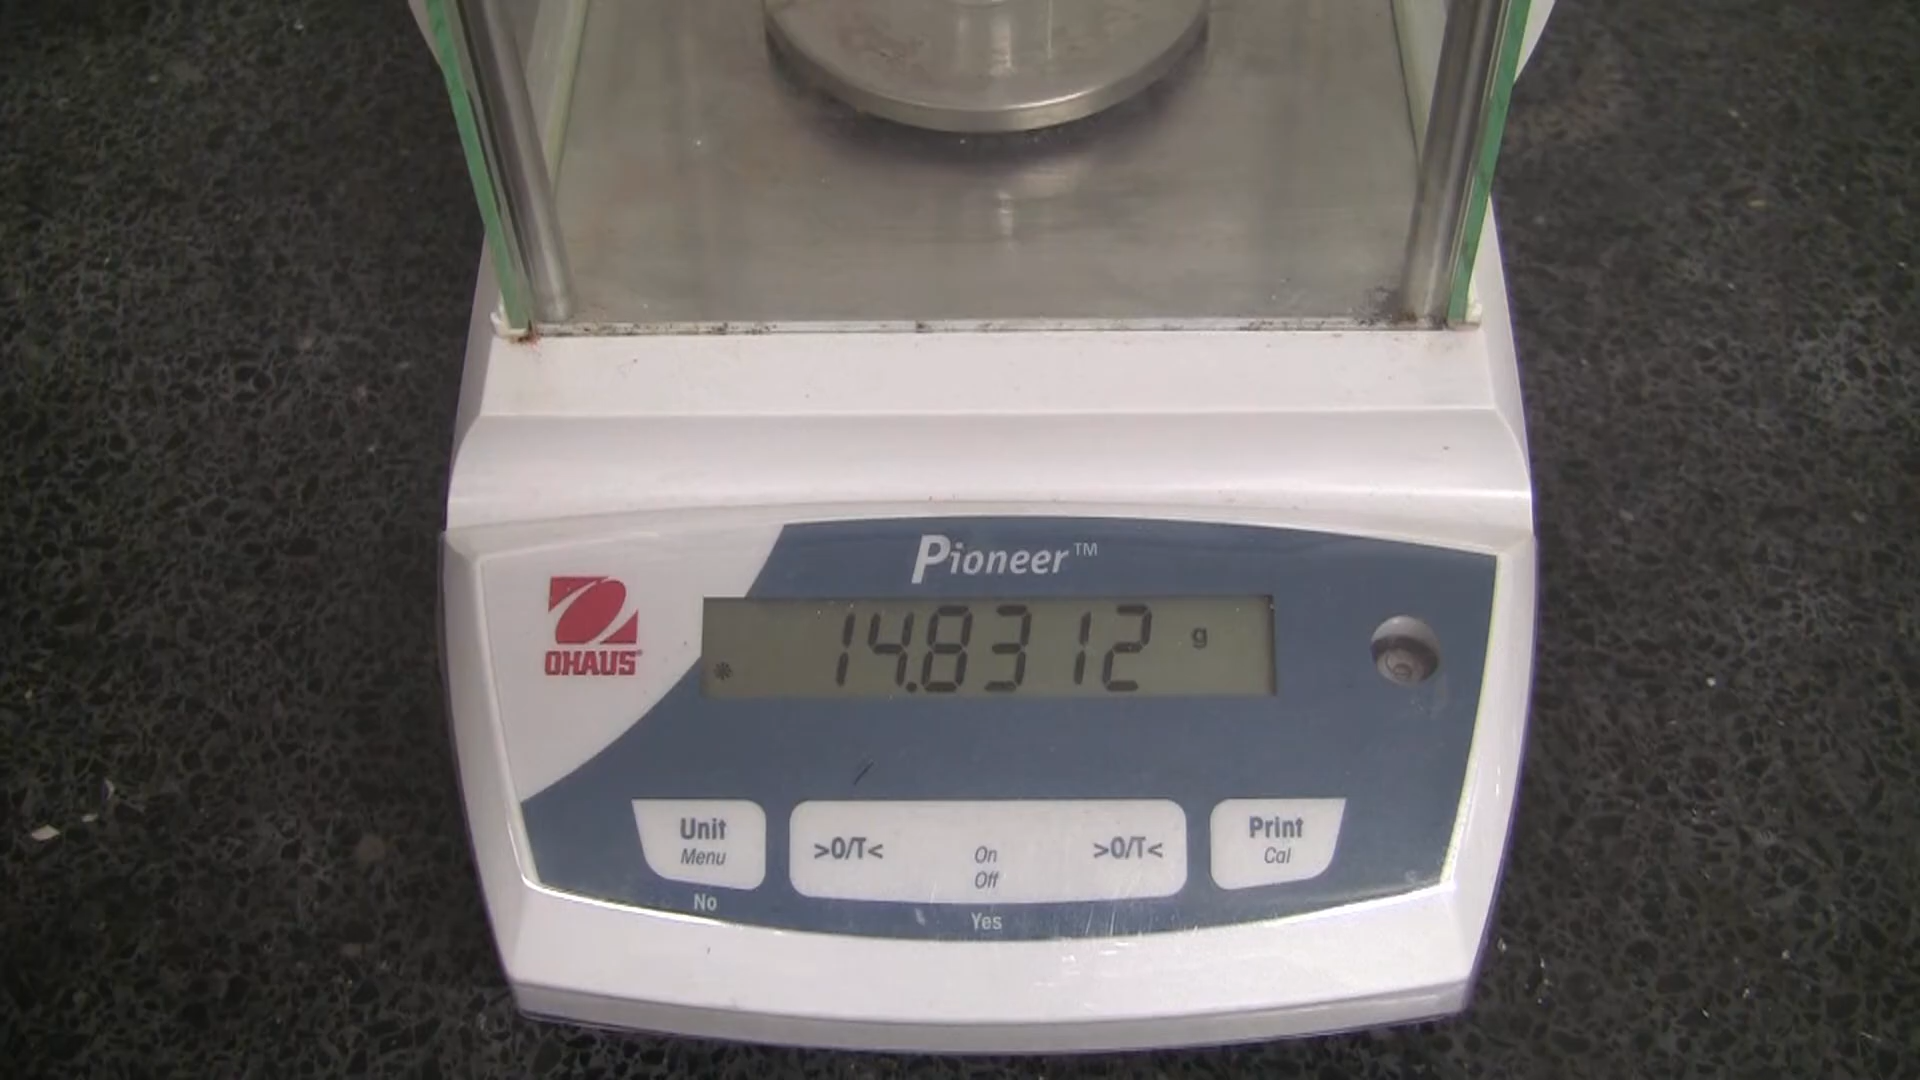 Pioneer™
OHAUS®
* 14.8312 g
Unit
Menu
No
>0/T< On >0/T<
Off
Yes
Print
Cal